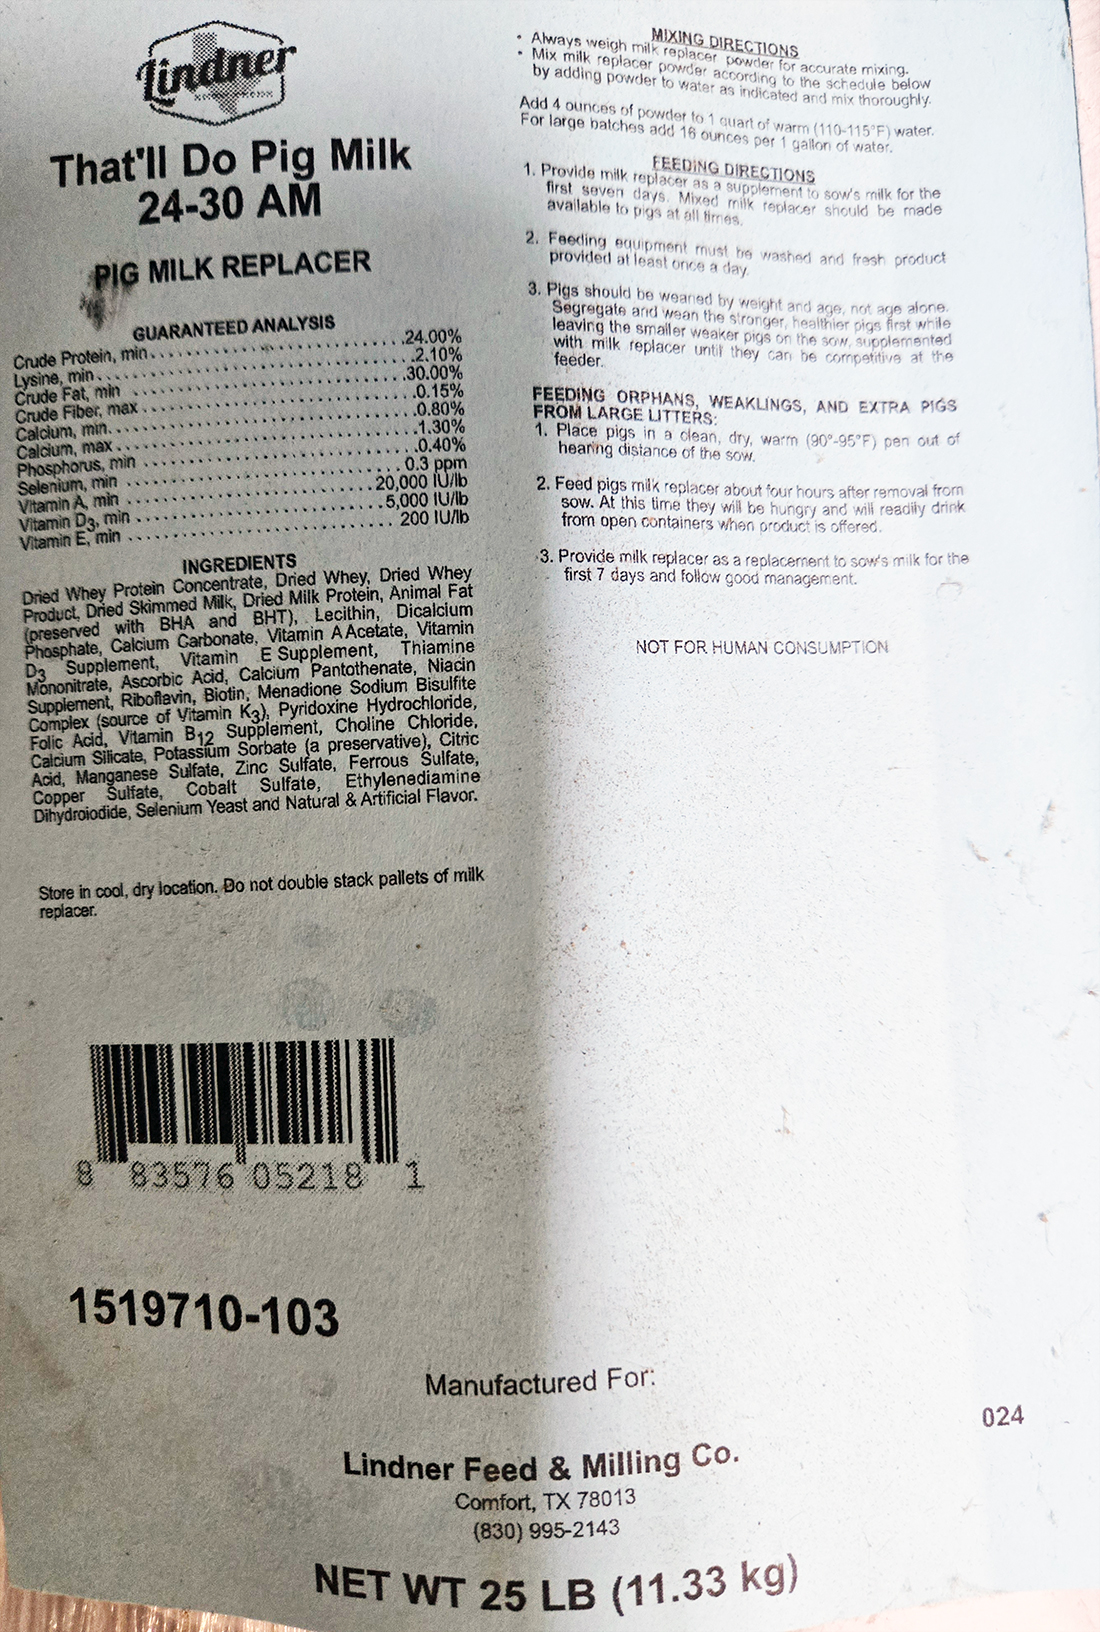 Lindner
That'll Do Pig Milk
24-30 AM
PIG MILK REPLACER
GUARANTEED ANALYSIS
Crude Protein, min 24.00%
Lysine, min 2.10%
Crude Fat, min 30.00%
Crude Fiber, max 0.15%
Calcium, min 0.80%
Calcium, max 1.30%
Phosphorus, min 0.40%
Selenium, min 0.3 ppm
Vitamin A, min 20,000 IU/lb
Vitamin D3, min 5,000 IU/lb
Vitamin E, min 200 IU/lb
INGREDIENTS
Dried Whey Protein Concentrate, Dried Whey, Dried Whey
Product, Dried Skimmed Milk, Dried Milk Protein, Animal Fat
(preserved with BHA and BHT), Lecithin, Dicalcium
Phosphate, Calcium Carbonate, Vitamin A Acetate, Vitamin
D3 Supplement, Vitamin E Supplement, Thiamine
Mononitrate, Ascorbic Acid, Calcium Pantothenate, Niacin
Supplement, Riboflavin, Biotin, Menadione Sodium Bisulfite
Complex (source of Vitamin K3), Pyridoxine Hydrochloride,
Folic Acid, Vitamin B12 Supplement, Choline Chloride,
Calcium Silicate, Potassium Sorbate (a preservative), Citric
Acid, Manganese Sulfate, Zinc Sulfate, Ferrous Sulfate,
Copper Sulfate, Cobalt Sulfate, Ethylenediamine
Dihydroiodide, Selenium Yeast and Natural & Artificial Flavor.
Store in cool, dry location. Do not double stack pallets of milk
replacer.
8 83576 05218 1
1519710-103
MIXING DIRECTIONS
• Always weigh milk replacer powder for accurate mixing.
• Mix milk replacer powder according to the schedule below
by adding powder to water as indicated and mix thoroughly.
Add 4 ounces of powder to 1 quart of warm (110-115°F) water.
For large batches add 16 ounces per 1 gallon of water.
FEEDING DIRECTIONS
1. Provide milk replacer as a supplement to sow's milk for the
first seven days. Mixed milk replacer should be made
available to pigs at all times.
2. Feeding equipment must be washed and fresh product
provided at least once a day.
3. Pigs should be weaned by weight and age, not age alone.
Segregate and wean the stronger, healthier pigs first while
leaving the smaller weaker pigs on the sow, supplemented
with milk replacer until they can be competitive at the
feeder.
FEEDING ORPHANS, WEAKLINGS, AND EXTRA PIGS
FROM LARGE LITTERS:
1. Place pigs in a clean, dry, warm (90°-95°F) pen out of
hearing distance of the sow.
2. Feed pigs milk replacer about four hours after removal from
sow. At this time they will be hungry and will readily drink
from open containers when product is offered.
3. Provide milk replacer as a replacement to sow's milk for the
first 7 days and follow good management.
NOT FOR HUMAN CONSUMPTION
Manufactured For:
024
Lindner Feed & Milling Co.
Comfort, TX 78013
(830) 995-2143
NET WT 25 LB (11.33 kg)